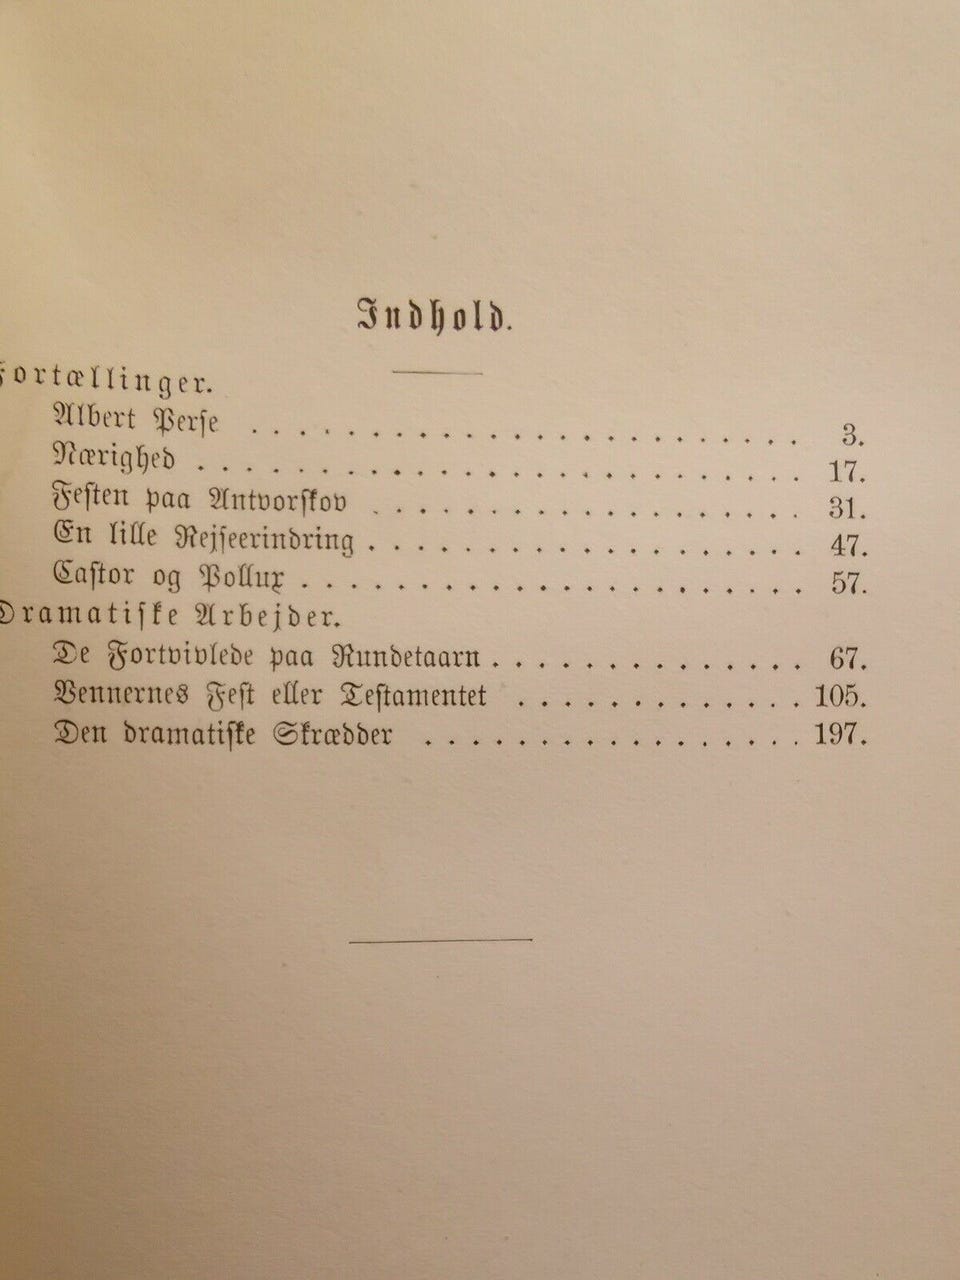 Indhold.
Fortællinger.
Albert Perse . . . . . . . . . . . . . . . . . . . . . . . 3.
Nærighed . . . . . . . . . . . . . . . . . . . . . . . . . 17.
Festen paa Antvorskov . . . . . . . . . . . . . . . . . . 31.
En lille Rejseerindring . . . . . . . . . . . . . . . . . . 47.
Castor og Pollux . . . . . . . . . . . . . . . . . . . . . 57.
Dramatiske Arbejder.
De Fortvivlede paa Rundetaarn . . . . . . . . . . . . . . 67.
Vennernes Fest eller Testamentet . . . . . . . . . . . . 105.
Den dramatiske Skrædder . . . . . . . . . . . . . . . . 197.